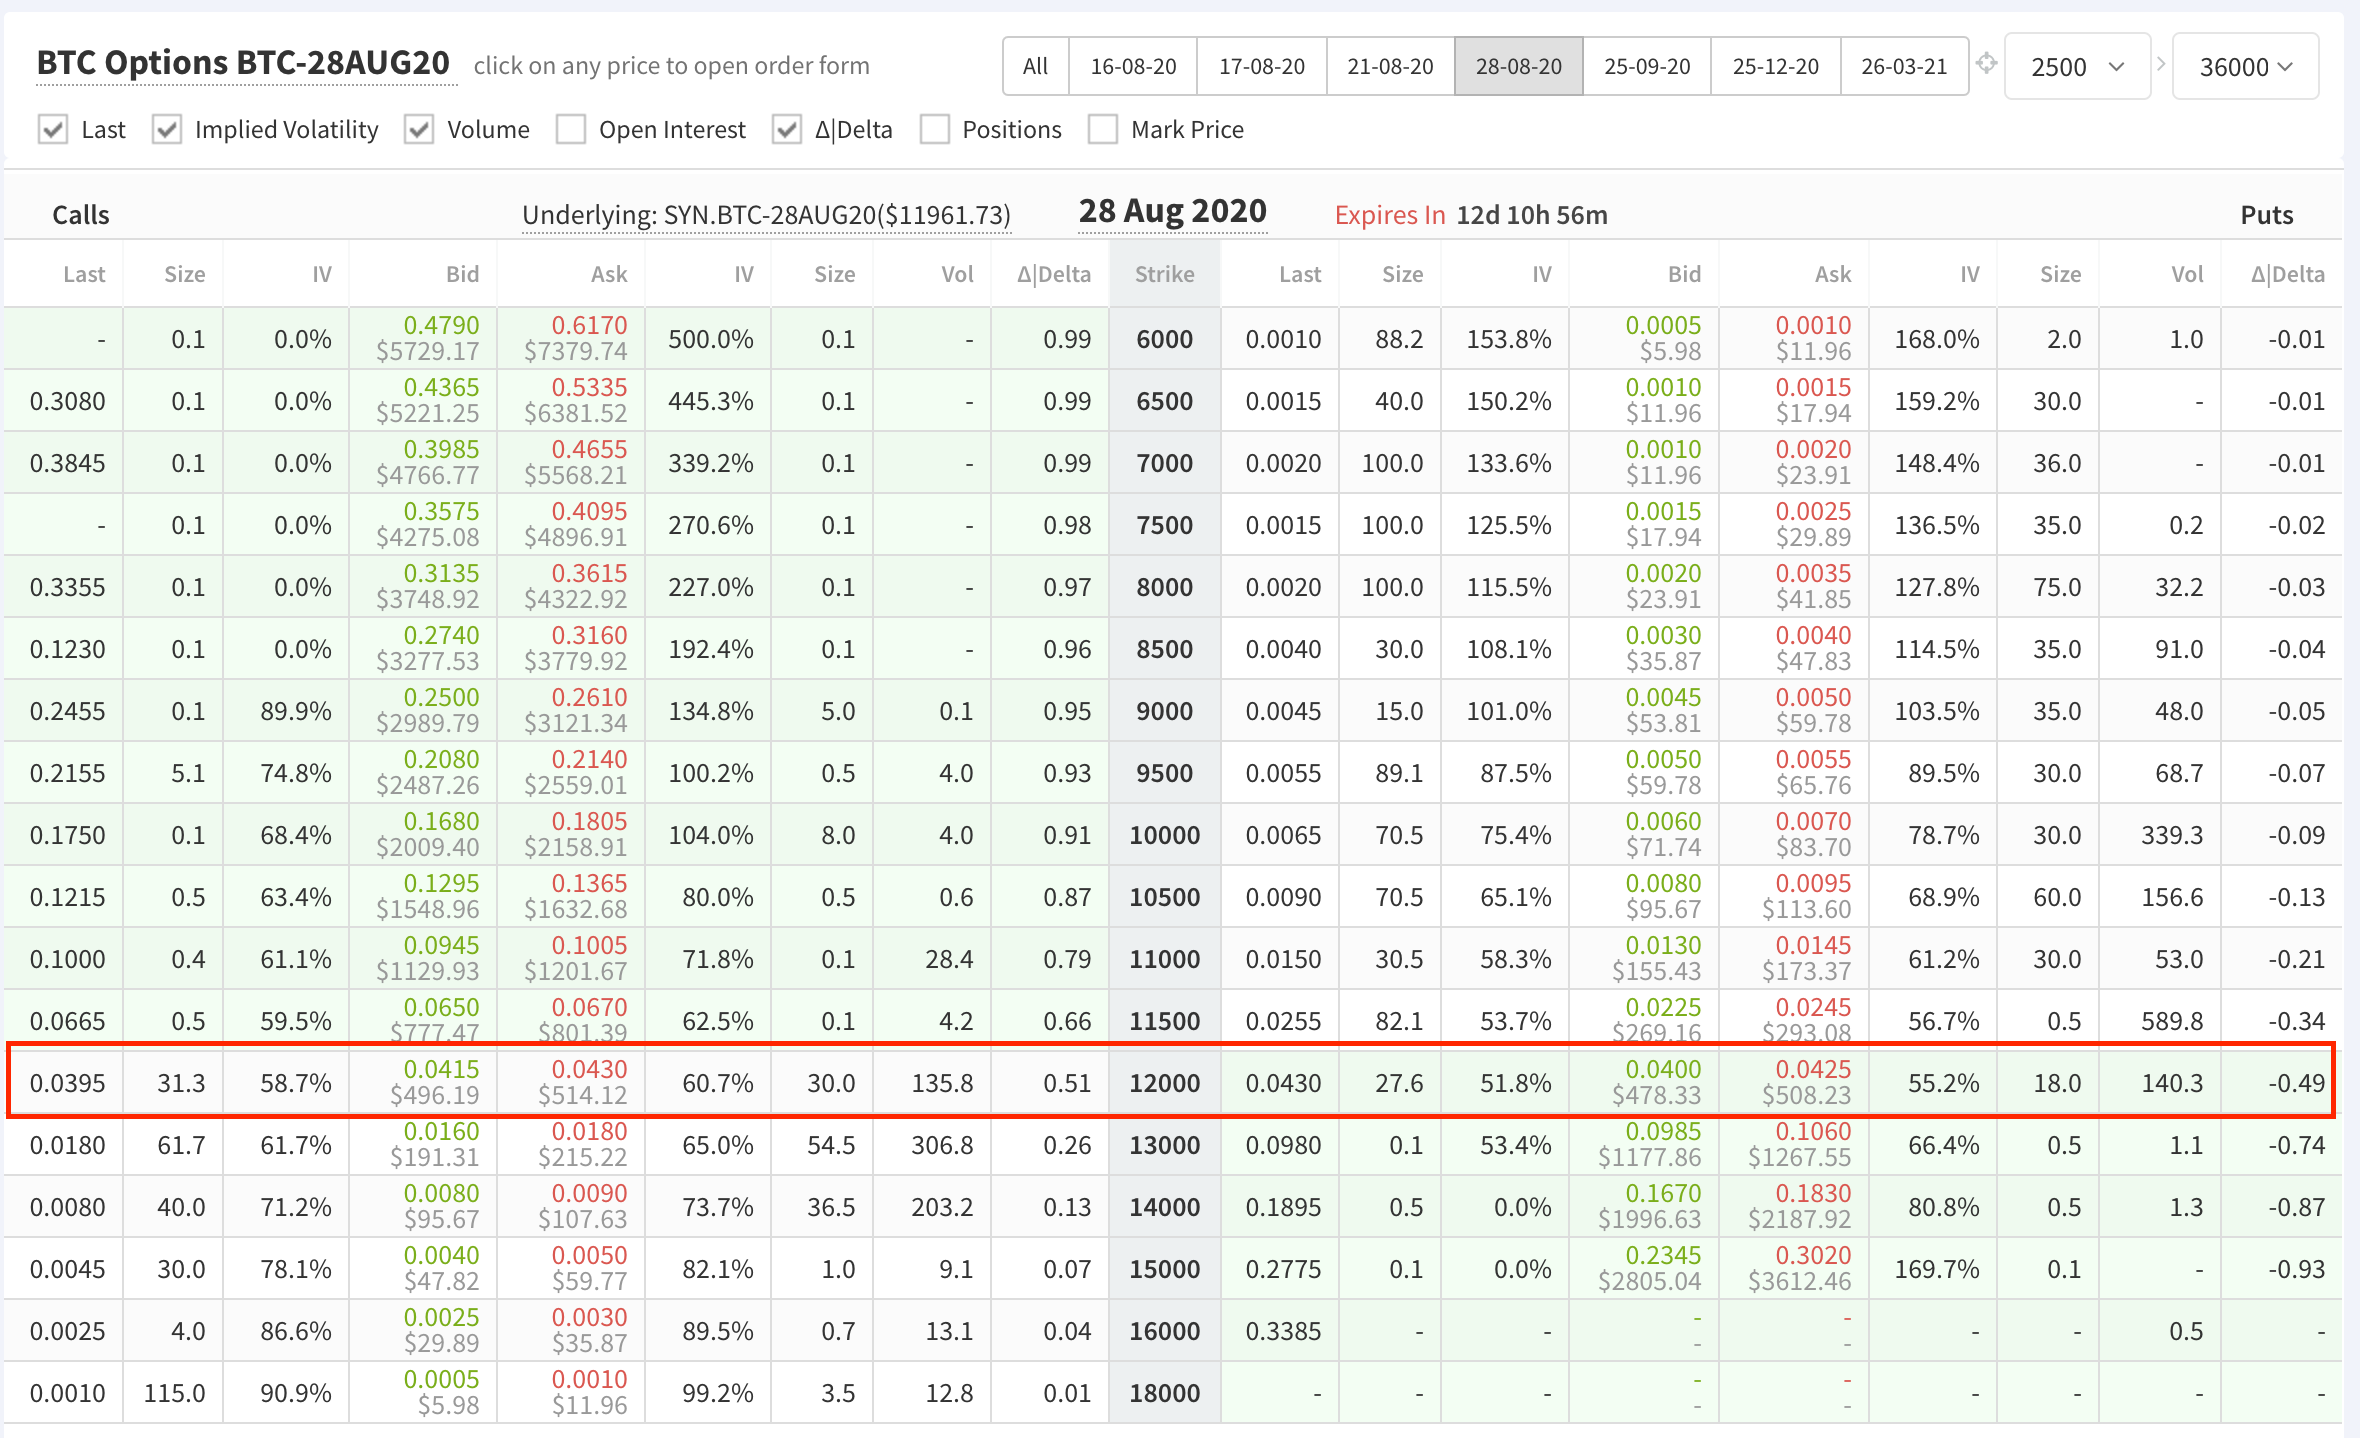 BTC Options BTC-28AUG20 click on any price to open order form All 16-08-20 17-08-20 21-08-20 28-08-20 25-09-20 25-12-20 26-03-21 2500 36000
Last Implied Volatility Volume Open Interest Δ|Delta Positions Mark Price
Calls Underlying: SYN.BTC-28AUG20($11961.73) 28 Aug 2020 Expires In 12d 10h 56m Puts
Last Size IV Bid Ask IV Size Vol Δ|Delta Strike Last Size IV Bid Ask IV Size Vol Δ|Delta
- 0.1 0.0% 0.4790 0.6170 500.0% 0.1 - 0.99 6000 0.0010 88.2 153.8% 0.0005 0.0010 168.0% 2.0 1.0 -0.01
$5729.17 $7379.74 $5.98 $11.96
0.3080 0.1 0.0% 0.4365 0.5335 445.3% 0.1 - 0.99 6500 0.0015 40.0 150.2% 0.0010 0.0015 159.2% 30.0 - -0.01
$5221.25 $6381.52 $11.96 $17.94
0.3845 0.1 0.0% 0.3985 0.4655 339.2% 0.1 - 0.99 7000 0.0020 100.0 133.6% 0.0010 0.0020 148.4% 36.0 - -0.01
$4766.77 $5568.21 $11.96 $23.91
- 0.1 0.0% 0.3575 0.4095 270.6% 0.1 - 0.98 7500 0.0015 100.0 125.5% 0.0015 0.0025 136.5% 35.0 0.2 -0.02
$4275.08 $4896.91 $17.94 $29.89
0.3355 0.1 0.0% 0.3135 0.3615 227.0% 0.1 - 0.97 8000 0.0020 100.0 115.5% 0.0020 0.0035 127.8% 75.0 32.2 -0.03
$3748.92 $4322.92 $23.91 $41.85
0.1230 0.1 0.0% 0.2740 0.3160 192.4% 0.1 - 0.96 8500 0.0040 30.0 108.1% 0.0030 0.0040 114.5% 35.0 91.0 -0.04
$3277.53 $3779.92 $35.87 $47.83
0.2455 0.1 89.9% 0.2500 0.2610 134.8% 5.0 0.1 0.95 9000 0.0045 15.0 101.0% 0.0045 0.0050 103.5% 35.0 48.0 -0.05
$2989.79 $3121.34 $53.81 $59.78
0.2155 5.1 74.8% 0.2080 0.2140 100.2% 0.5 4.0 0.93 9500 0.0055 89.1 87.5% 0.0050 0.0055 89.5% 30.0 68.7 -0.07
$2487.26 $2559.01 $59.78 $65.76
0.1750 0.1 68.4% 0.1680 0.1805 104.0% 8.0 4.0 0.91 10000 0.0065 70.5 75.4% 0.0060 0.0070 78.7% 30.0 339.3 -0.09
$2009.40 $2158.91 $71.74 $83.70
0.1215 0.5 63.4% 0.1295 0.1365 80.0% 0.5 0.6 0.87 10500 0.0090 70.5 65.1% 0.0080 0.0095 68.9% 60.0 156.6 -0.13
$1548.96 $1632.68 $95.67 $113.60
0.1000 0.4 61.1% 0.0945 0.1005 71.8% 0.1 28.4 0.79 11000 0.0150 30.5 58.3% 0.0130 0.0145 61.2% 30.0 53.0 -0.21
$1129.93 $1201.67 $155.43 $173.37
0.0665 0.5 59.5% 0.0650 0.0670 62.5% 0.1 4.2 0.66 11500 0.0255 82.1 53.7% 0.0225 0.0245 56.7% 0.5 589.8 -0.34
$777.47 $801.39 $269.16 $293.08
0.0395 31.3 58.7% 0.0415 0.0430 60.7% 30.0 135.8 0.51 12000 0.0430 27.6 51.8% 0.0400 0.0425 55.2% 18.0 140.3 -0.49
$496.19 $514.12 $478.33 $508.23
0.0180 61.7 61.7% 0.0160 0.0180 65.0% 54.5 306.8 0.26 13000 0.0980 0.1 53.4% 0.0985 0.1060 66.4% 0.5 1.1 -0.74
$191.31 $215.22 $1177.86 $1267.55
0.0080 40.0 71.2% 0.0080 0.0090 73.7% 36.5 203.2 0.13 14000 0.1895 0.5 0.0% 0.1670 0.1830 80.8% 0.5 1.3 -0.87
$95.67 $107.63 $1996.63 $2187.92
0.0045 30.0 78.1% 0.0040 0.0050 82.1% 1.0 9.1 0.07 15000 0.2775 0.1 0.0% 0.2345 0.3020 169.7% 0.1 - -0.93
$47.82 $59.77 $2805.04 $3612.46
0.0025 4.0 86.6% 0.0025 0.0030 89.5% 0.7 13.1 0.04 16000 0.3385 - - - - - - 0.5 -
$29.89 $35.87 - -
0.0010 115.0 90.9% 0.0005 0.0010 99.2% 3.5 12.8 0.01 18000 - - - - - - - - -
$5.98 $11.96 - -